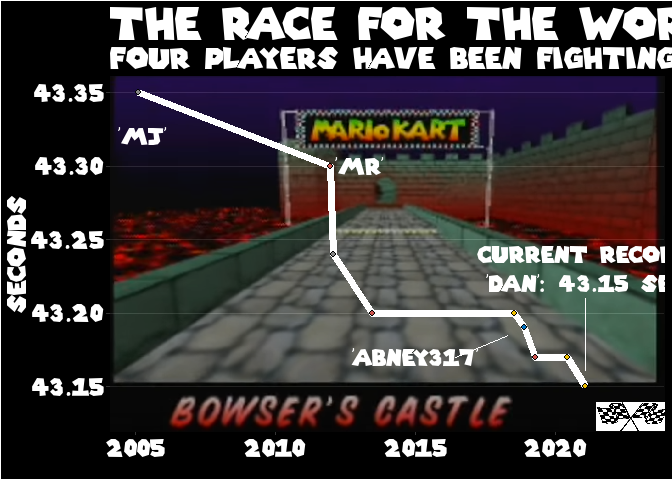 THE RACE FOR THE WOR
FOUR PLAYERS HAVE BEEN FIGHTING
43.35
MARIO KART
'MJ'
43.30
'MR'
SECONDS
43.25
CURRENT RECO
'DAN': 43.15 SE
43.20
'ABNEY317'
43.15
BOWSER'S CASTLE
2005 2010 2015 2020